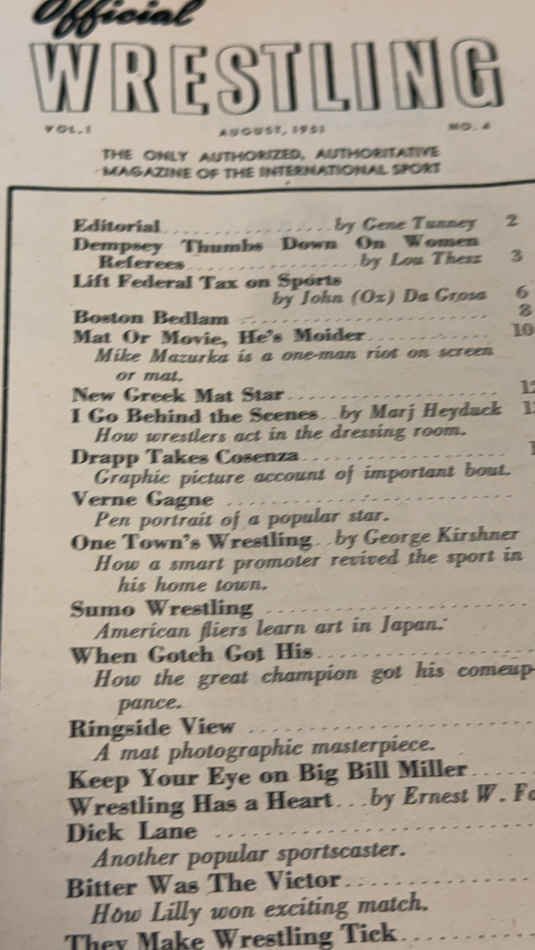 Official
WRESTLING
VOL. 1 AUGUST, 1951 NO. 4
THE ONLY AUTHORIZED, AUTHORITATIVE
MAGAZINE OF THE INTERNATIONAL SPORT
Editorial.................by Gene Tunney 2
Dempsey Thumbs Down On Women
Referees.................by Lou Thesz 3
Lift Federal Tax on Sports
by John (Ox) Da Grosa 6
Boston Bedlam ........................ 8
Mat Or Movie, He's Moider............ 10
Mike Mazurka is a one-man riot on screen
or mat.
New Greek Mat Star....................
I Go Behind the Scenes..by Marj Heyduck
How wrestlers act in the dressing room.
Drapp Takes Cosenza...................
Graphic picture account of important bout.
Verne Gagne ...........................
Pen portrait of a popular star.
One Town's Wrestling..by George Kirshner
How a smart promoter revived the sport in
his home town.
Sumo Wrestling ........................
American fliers learn art in Japan.
When Gotch Got His....................
How the great champion got his comeup-
pance.
Ringside View .........................
A mat photographic masterpiece.
Keep Your Eye on Big Bill Miller.....
Wrestling Has a Heart...by Ernest W.
Dick Lane ............................
Another popular sportscaster.
Bitter Was The Victor.................
How Lilly won exciting match.
They Make Wrestling Tick............